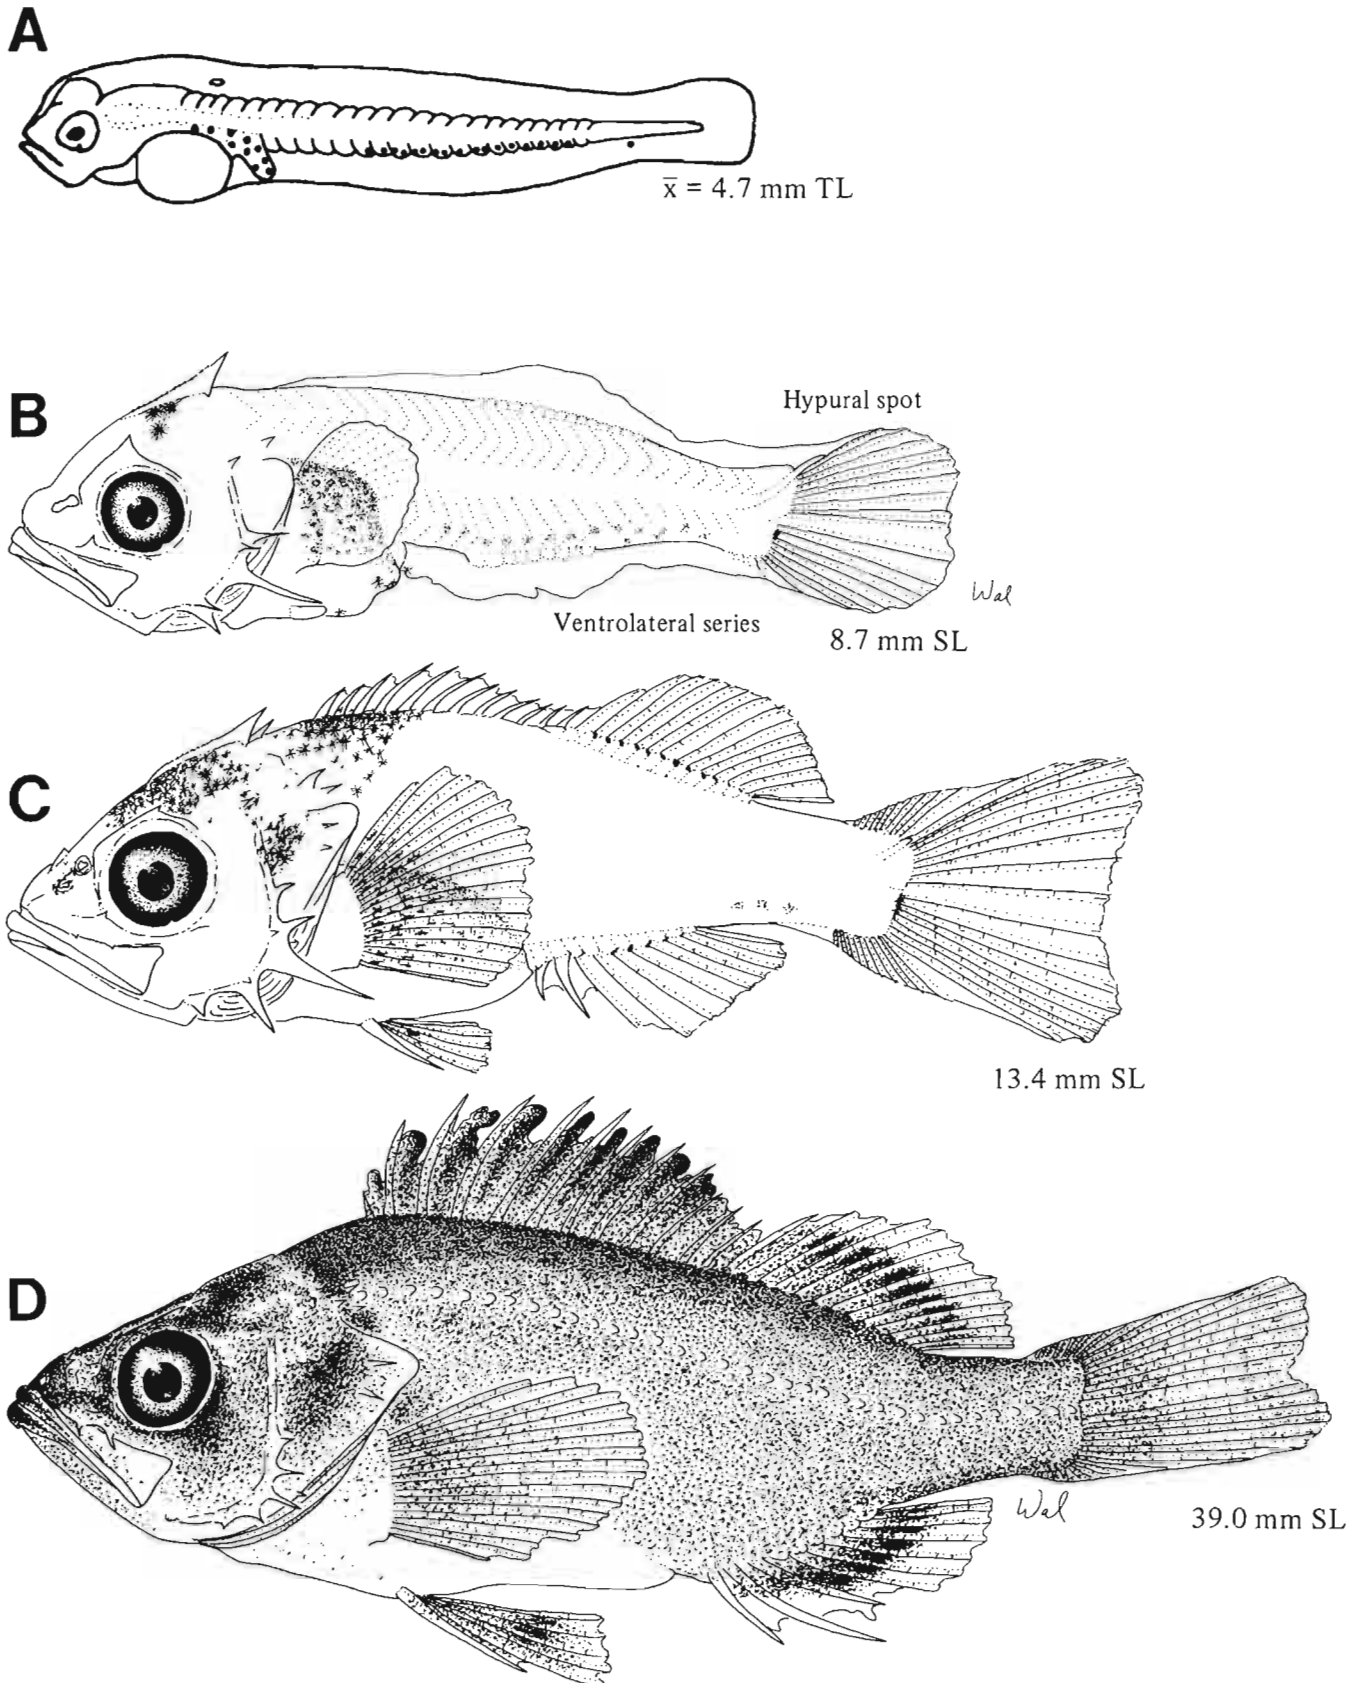 A
x̄ = 4.7 mm TL
B
Hypural spot
Wal
Ventrolateral series
8.7 mm SL
C
13.4 mm SL
D
Wal
39.0 mm SL